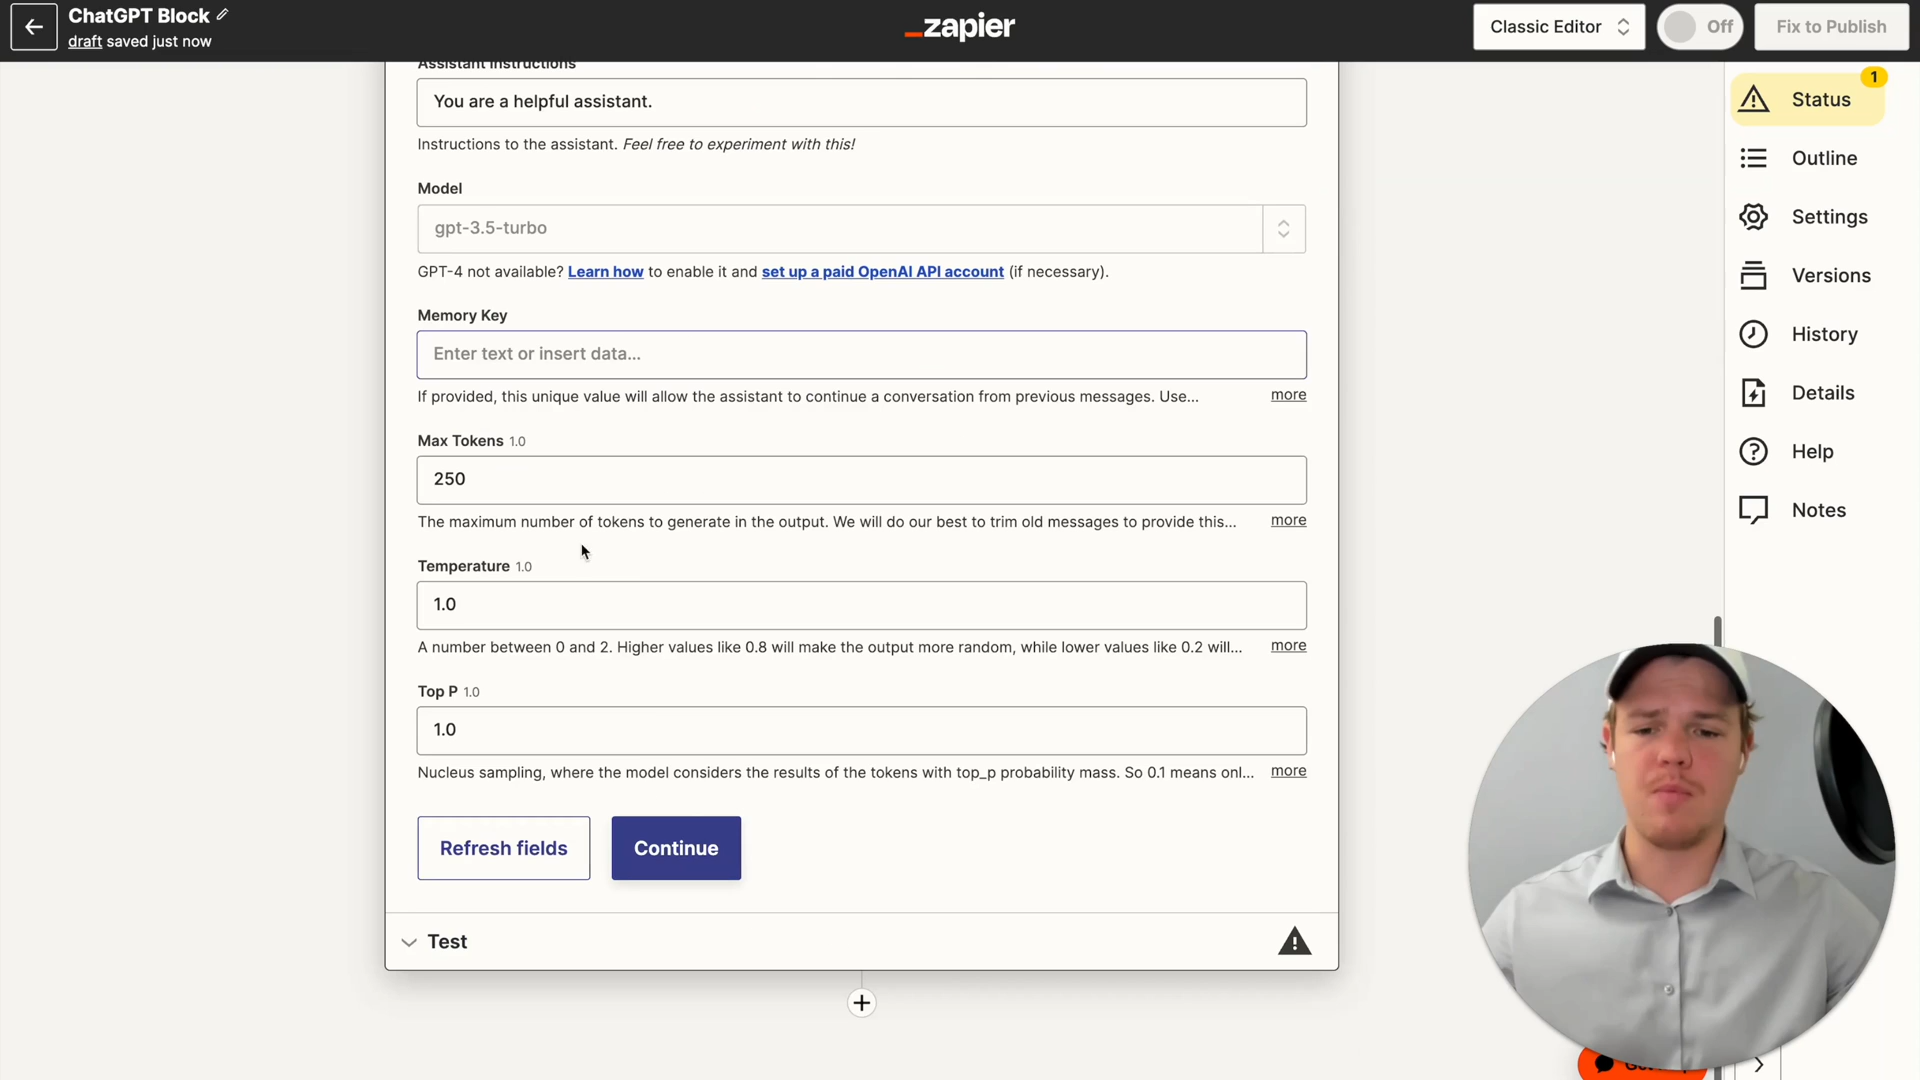 ChatGPT Block
draft saved just now
zapier
Classic Editor
Off
Fix to Publish
Assistant Instructions
You are a helpful assistant.
Instructions to the assistant. Feel free to experiment with this!
Model
gpt-3.5-turbo
GPT-4 not available? Learn how to enable it and set up a paid OpenAI API account (if necessary).
Memory Key
Enter text or insert data...
If provided, this unique value will allow the assistant to continue a conversation from previous messages. Use... more
Max Tokens 1.0
250
The maximum number of tokens to generate in the output. We will do our best to trim old messages to provide this... more
Temperature 1.0
1.0
A number between 0 and 2. Higher values like 0.8 will make the output more random, while lower values like 0.2 will... more
Top P 1.0
1.0
Nucleus sampling, where the model considers the results of the tokens with top_p probability mass. So 0.1 means onl... more
Refresh fields
Continue
Test
1
Status
Outline
Settings
Versions
History
Details
Help
Notes